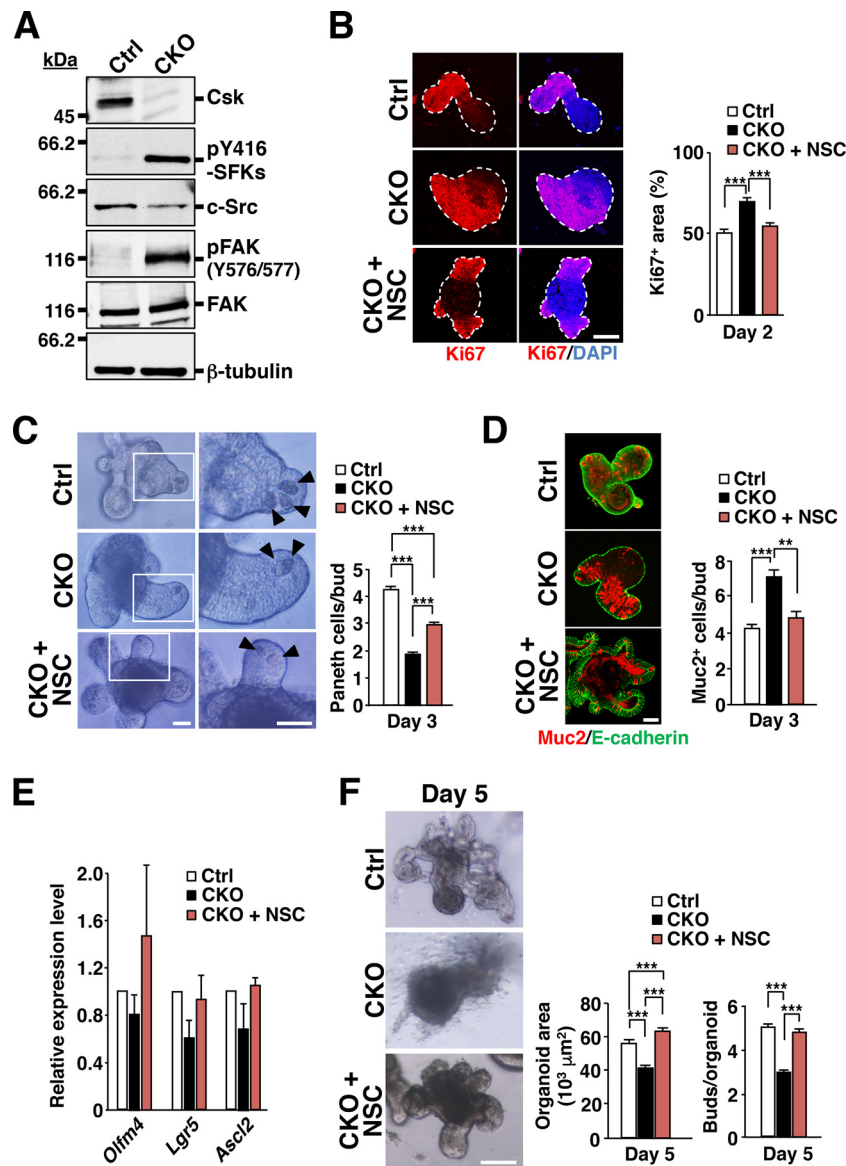 A
kDa
Ctrl
CKO
45
Csk
66.2
pY416
-SFKs
66.2
c-Src
116
pFAK
(Y576/577)
116
FAK
66.2
β-tubulin
B
Ctrl
CKO
CKO +
NSC
Ki67
Ki67/DAPI
Ctrl
CKO
CKO + NSC
Ki67⁺ area (%)
100
50
0
***
***
Day 2
C
Ctrl
CKO
CKO +
NSC
Ctrl
CKO
CKO + NSC
Paneth cells/bud
5
4
3
2
1
0
***
***
***
Day 3
D
Ctrl
CKO
CKO +
NSC
Muc2/E-cadherin
Ctrl
CKO
CKO + NSC
Muc2⁺ cells/bud
8
6
4
2
0
***
**
Day 3
E
Relative expression level
2.0
1.6
1.2
0.8
0.4
0
Ctrl
CKO
CKO + NSC
Olfm4
Lgr5
Ascl2
F
Day 5
Ctrl
CKO
CKO +
NSC
Ctrl
CKO
CKO + NSC
Organoid area
(10³ μm²)
80
60
40
20
0
***
***
***
Day 5
Buds/organoid
6
4
2
0
***
***
Day 5